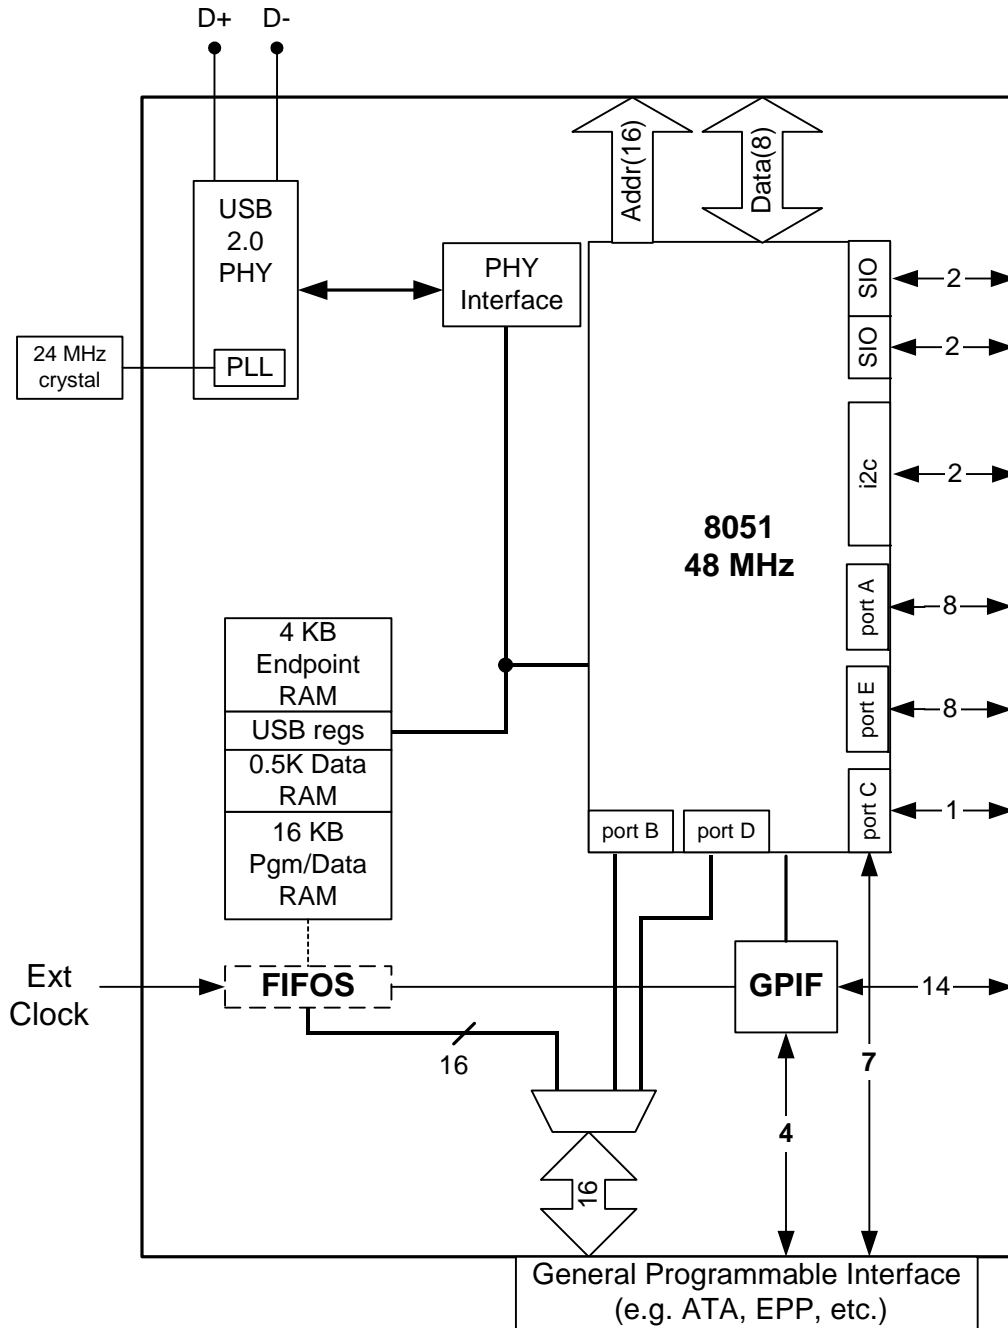 D+ D-
USB
2.0
PHY
PLL
24 MHz
crystal
PHY
Interface
Addr(16)
Data(8)
SIO
2
SIO
2
i2c
2
8051
48 MHz
port A
8
port E
8
port C
1
port B
port D
4 KB
Endpoint
RAM
USB regs
0.5K Data
RAM
16 KB
Pgm/Data
RAM
Ext
Clock
FIFOS
GPIF
14
16
7
4
16
General Programmable Interface
(e.g. ATA, EPP, etc.)